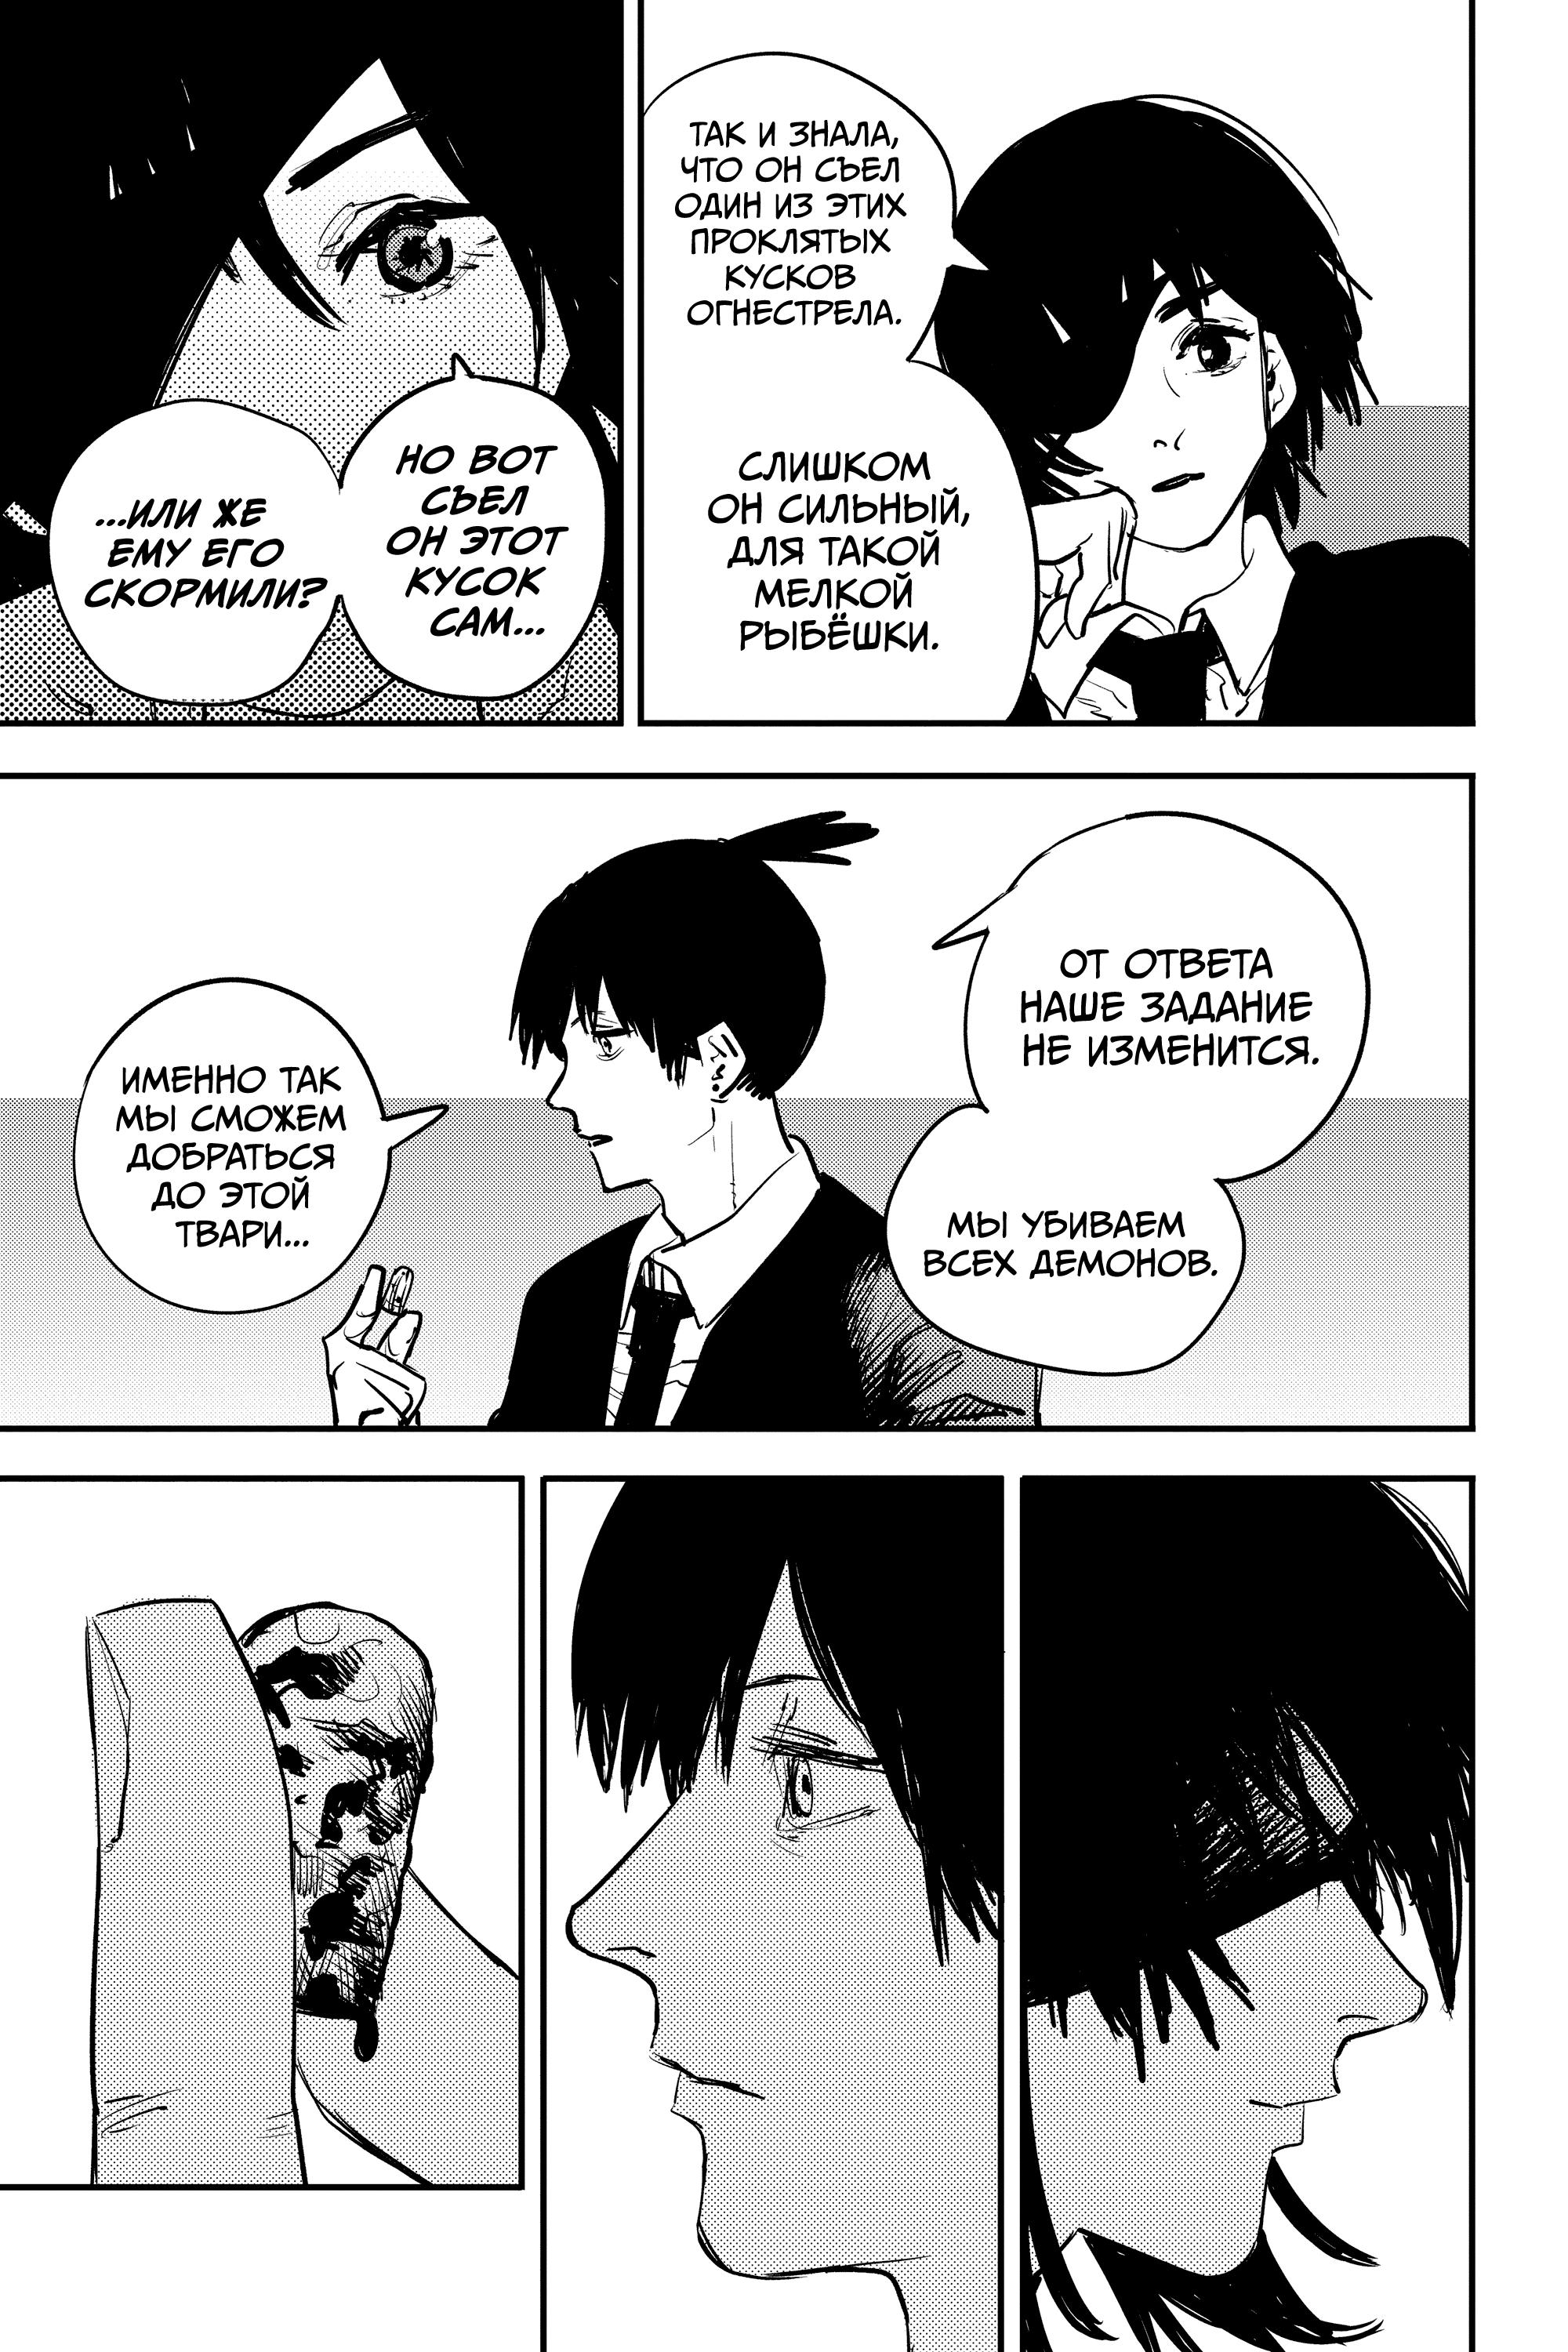 ТАК И ЗНАЛА,
ЧТО ОН СЪЕЛ
ОДИН ИЗ ЭТИХ
ПРОКЛЯТЫХ
КУСКОВ
ОГНЕСТРЕЛА.
СЛИШКОМ
ОН СИЛЬНЫЙ,
ДЛЯ ТАКОЙ
МЕЛКОЙ
РЫБЁШКИ.
НО ВОТ
СЪЕЛ
ОН ЭТОТ
КУСОК
САМ...
...ИЛИ ЖЕ
ЕМУ ЕГО
СКОРМИЛИ?
ОТ ОТВЕТА
НАШЕ ЗАДАНИЕ
НЕ ИЗМЕНИТСЯ.
МЫ УБИВАЕМ
ВСЕХ ДЕМОНОВ.
ИМЕННО ТАК
МЫ СМОЖЕМ
ДОБРАТЬСЯ
ДО ЭТОЙ
ТВАРИ...